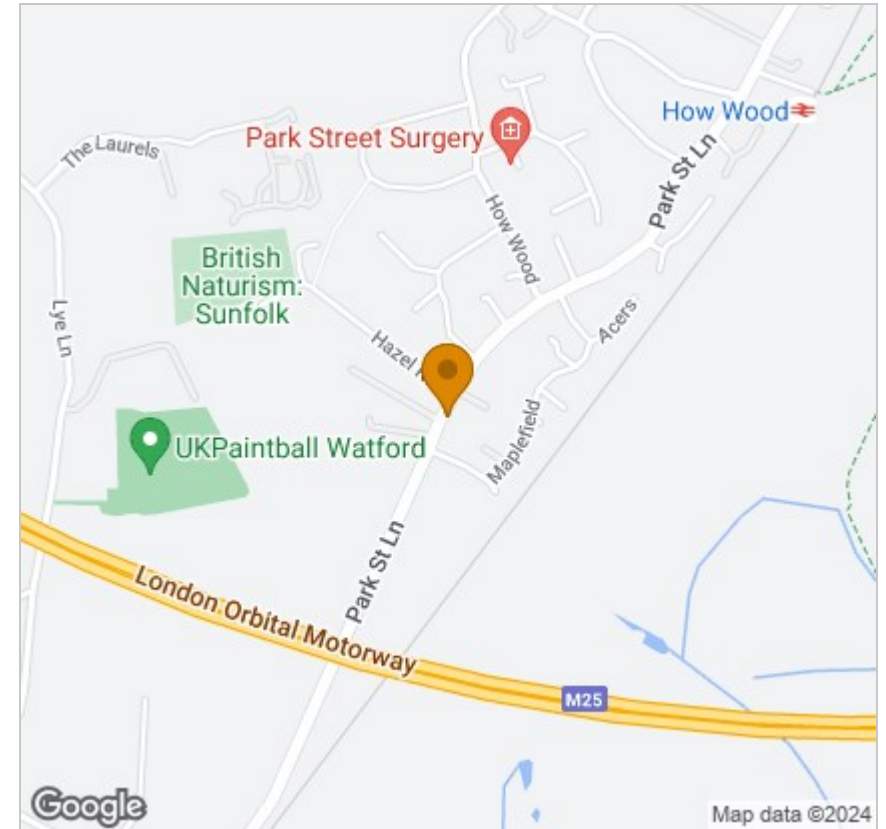 How Wood
Park Street Surgery
The Laurels
Park St Ln
How Wood
British
Naturism:
Sunfolk
Lye Ln
Acers
Hazel
Maplefield
UKPaintball Watford
Park St Ln
London Orbital Motorway
M25
Google
Map data ©2024